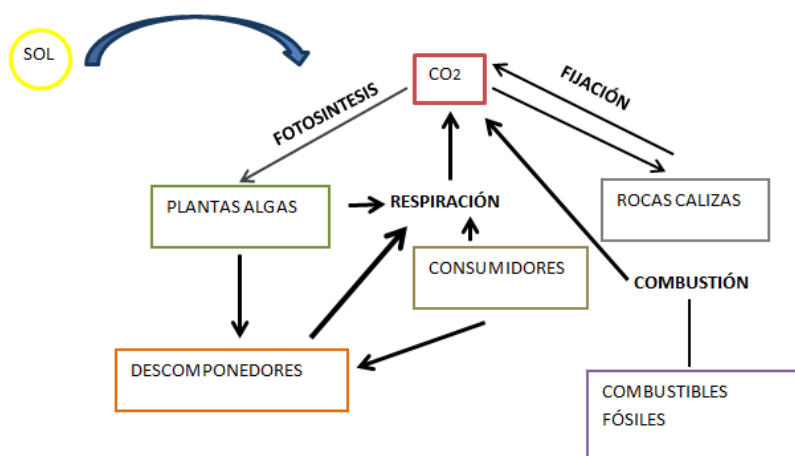 SOL
CO2
FIJACIÓN
FOTOSINTESIS
PLANTAS ALGAS
RESPIRACIÓN
ROCAS CALIZAS
CONSUMIDORES
COMBUSTIÓN
DESCOMPONEDORES
COMBUSTIBLES
FÓSILES